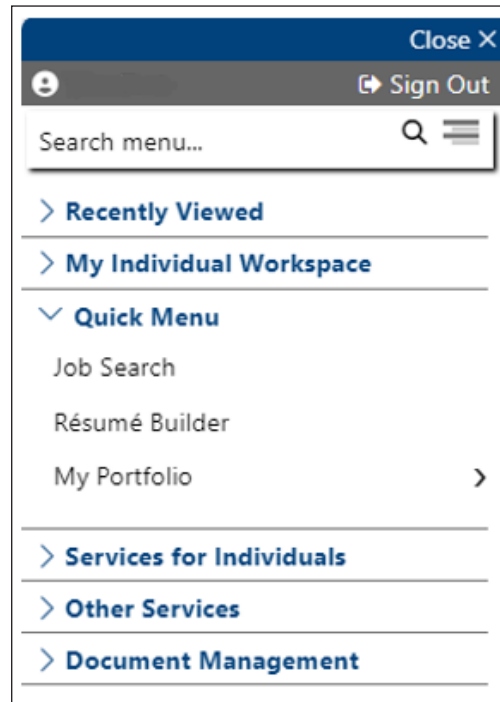 Close ×
Sign Out
Search menu...
Recently Viewed
My Individual Workspace
Quick Menu
Job Search
Résumé Builder
My Portfolio
Services for Individuals
Other Services
Document Management